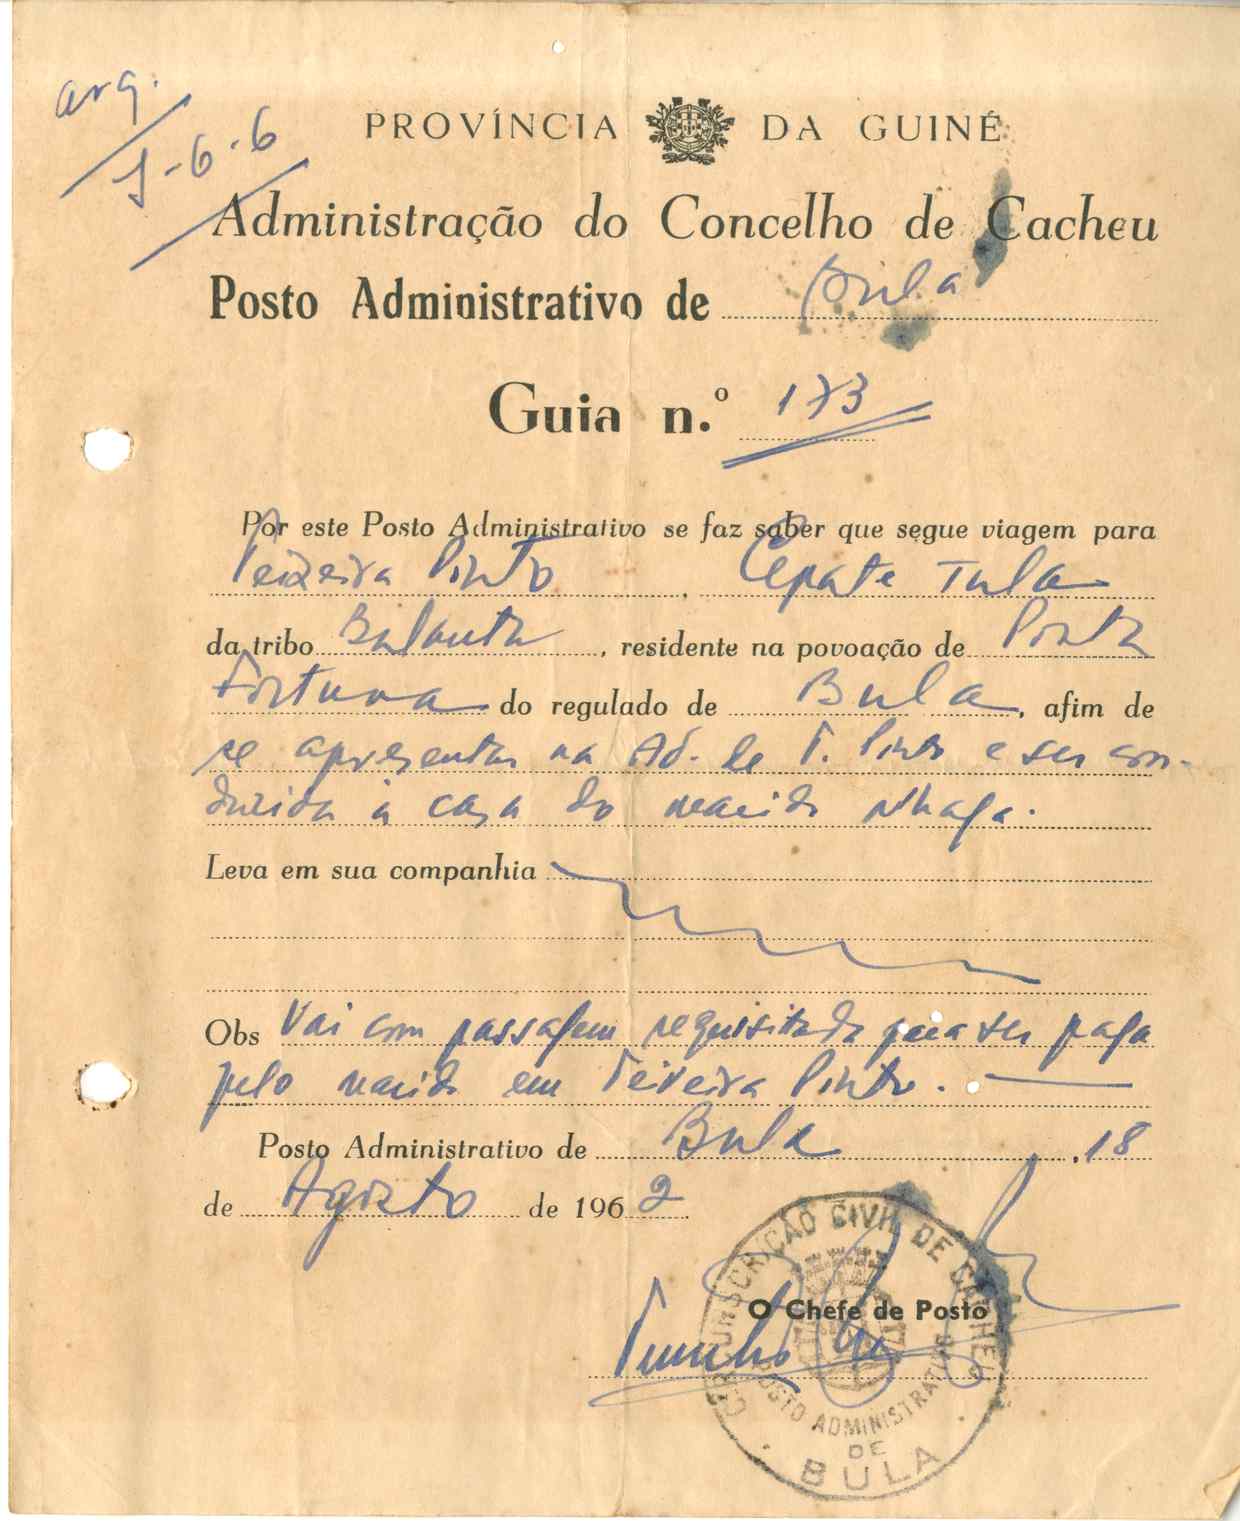 arq.
1-6-6
PROVÍNCIA DA GUINÉ
Administração do Concelho de Cacheu
Posto Administrativo de Bula
Guia n.º 173
Por este Posto Administrativo se faz saber que segue viagem para
Teixeira Pinto, Cepate Tula
da tribo Balanta, residente na povoação de Ponta
Fortuna do regulado de Bula, afim de
se apresentar na Ad. de T. Pinto e ser con-
duzida à casa do marido Nhaga.
Leva em sua companhia
Obs Vai com passagem requisitada para ser paga
pelo marido em Teixeira Pinto.
Posto Administrativo de Bula, 18
de Agosto de 1962
O Chefe de Posto
CIRCUNSCRIÇÃO CIVIL DE CACHEU
POSTO ADMINISTRATIVO
DE
BULA